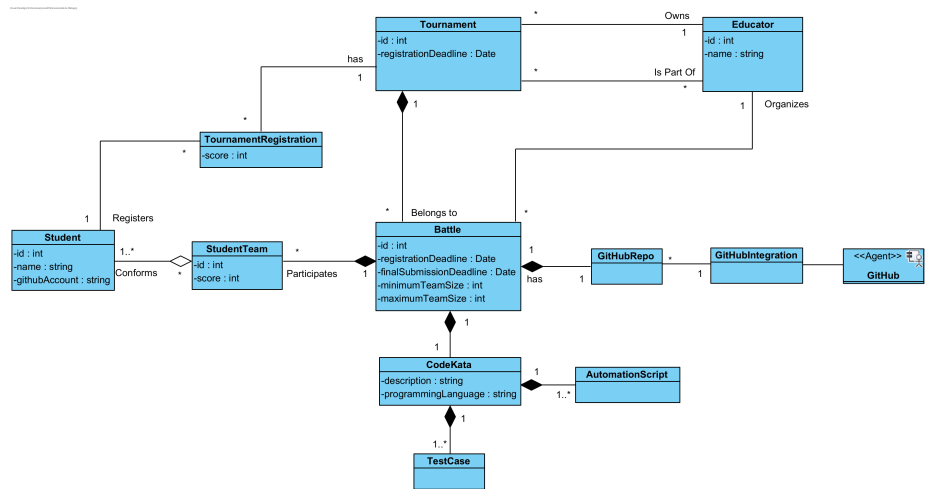 Tournament
-id : int
-registrationDeadline : Date
*
Owns
1
Educator
-id : int
-name : string
*
Is Part Of
*
has
1
*
1
Organizes
1
TournamentRegistration
-score : int
*
1
Registers
*
Belongs to
*
Student
-id : int
-name : string
-githubAccount : string
1..*
Conforms
*
StudentTeam
-id : int
-score : int
*
Participates
1
Battle
-id : int
-registrationDeadline : Date
-finalSubmissionDeadline : Date
-minimumTeamSize : int
-maximumTeamSize : int
1
has
1
GitHubRepo
*
1
GitHubIntegration
<<Agent>>
GitHub
1
1
CodeKata
-description : string
-programmingLanguage : string
1
1..*
AutomationScript
1
1..*
TestCase